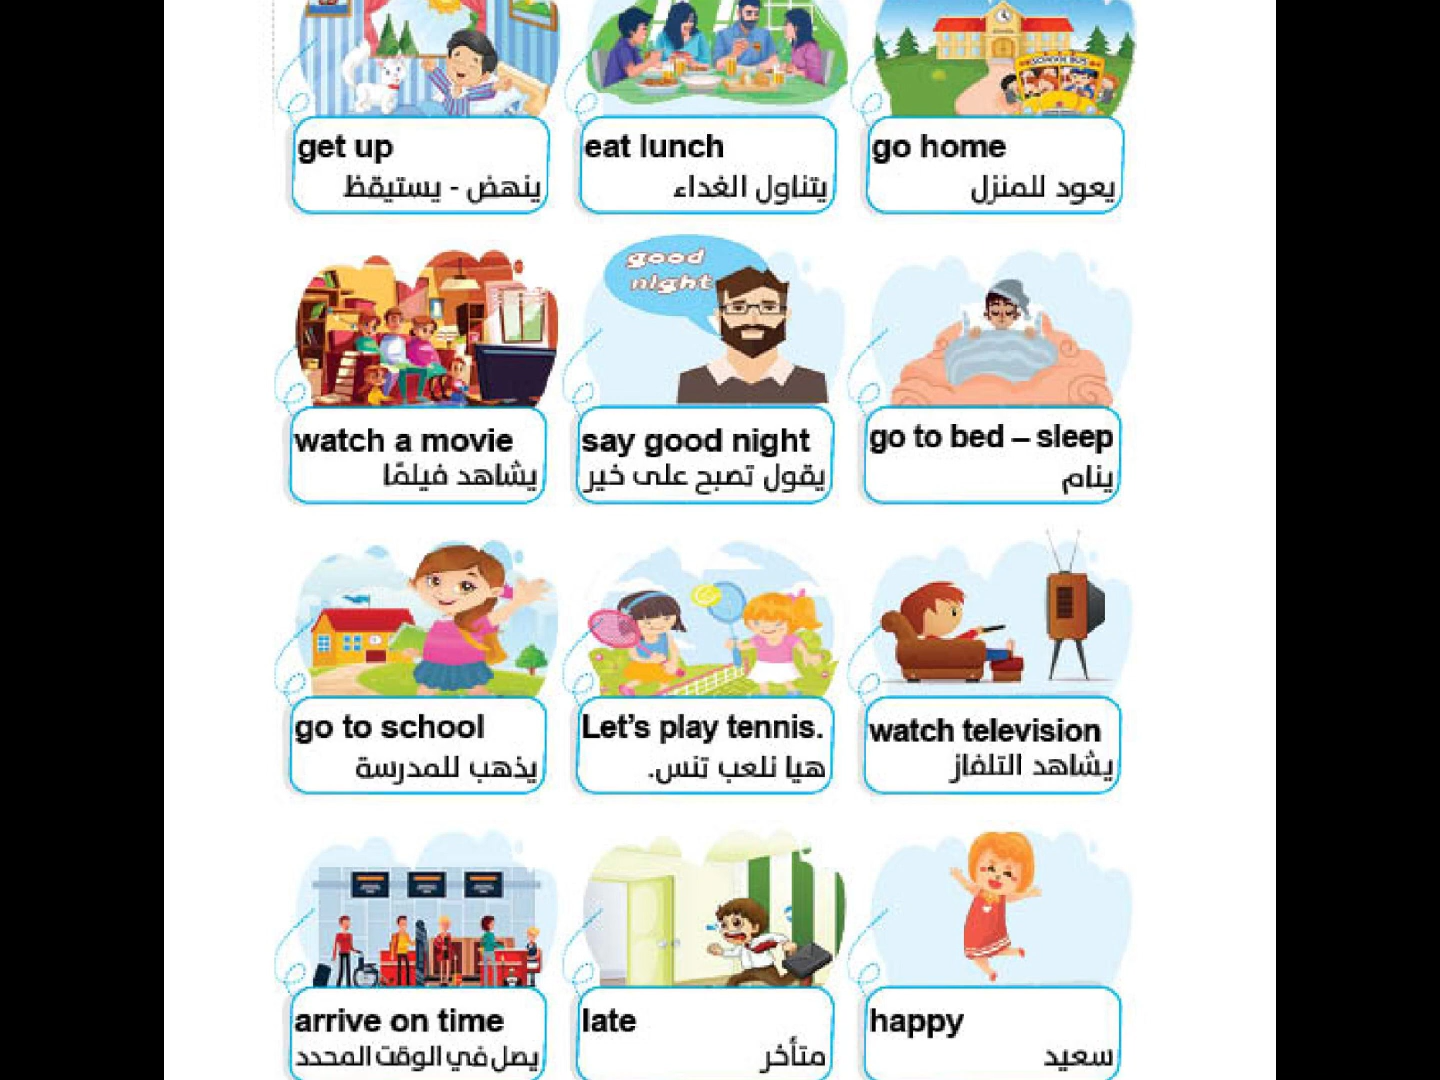 SCHOOL BUS
get up
ينهض - يستيقظ
eat lunch
يتناول الغداء
go home
يعود للمنزل
good
night
watch a movie
يشاهد فيلمًا
say good night
يقول تصبح على خير
go to bed – sleep
ينام
go to school
يذهب للمدرسة
Let’s play tennis.
هيا نلعب تنس.
watch television
يشاهد التلفاز
arrive on time
يصل في الوقت المحدد
late
متأخر
happy
سعيد